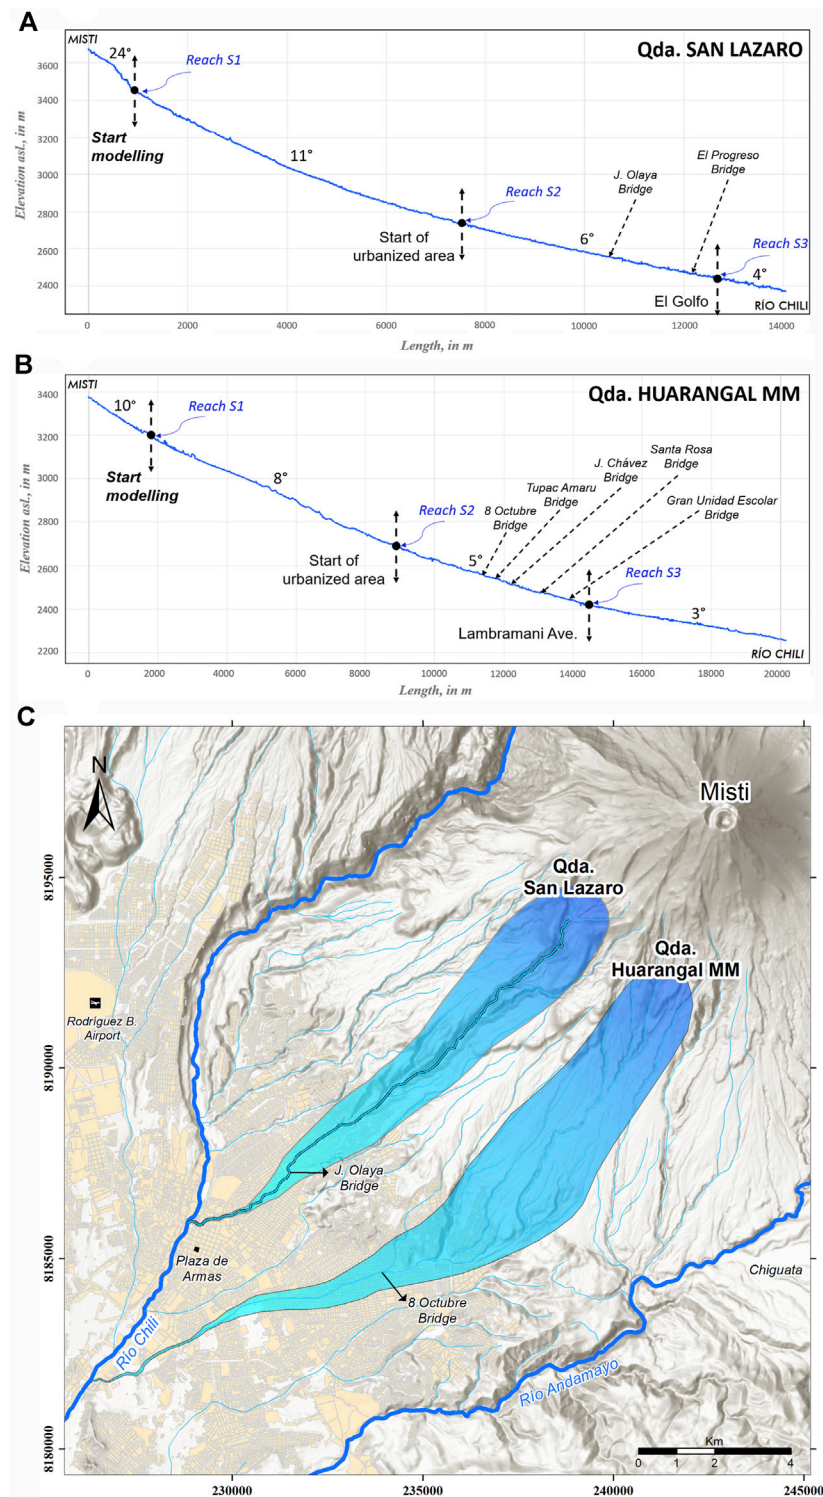 A
MISTI
24°
Reach S1
Qda. SAN LAZARO
3600
3400
3200
3000
2800
2600
2400
Elevation asl., in m
Start
modelling
11°
Reach S2
Start of
urbanized area
6°
J. Olaya
Bridge
El Progreso
Bridge
Reach S3
4°
El Golfo
RÍO CHILI
0
2000
4000
6000
8000
10000
12000
14000
Length, in m
B
MISTI
10°
Reach S1
Qda. HUARANGAL MM
3400
3200
3000
2800
2600
2400
2200
Elevation asl., in m
Start
modelling
8°
Reach S2
Start of
urbanized area
5°
8 Octubre
Bridge
Tupac Amaru
Bridge
J. Chávez
Bridge
Santa Rosa
Bridge
Gran Unidad Escolar
Bridge
Reach S3
Lambramani Ave.
3°
RÍO CHILI
0
2000
4000
6000
8000
10000
12000
14000
16000
18000
20000
Length, in m
C
N
Misti
Qda.
San Lazaro
Qda.
Huarangal MM
Rodríguez B.
Airport
J. Olaya
Bridge
Plaza de
Armas
8 Octubre
Bridge
Chiguata
Río Chili
Río Andamayo
Km
0
1
2
4
8195000
8190000
8185000
8180000
230000
235000
240000
245000